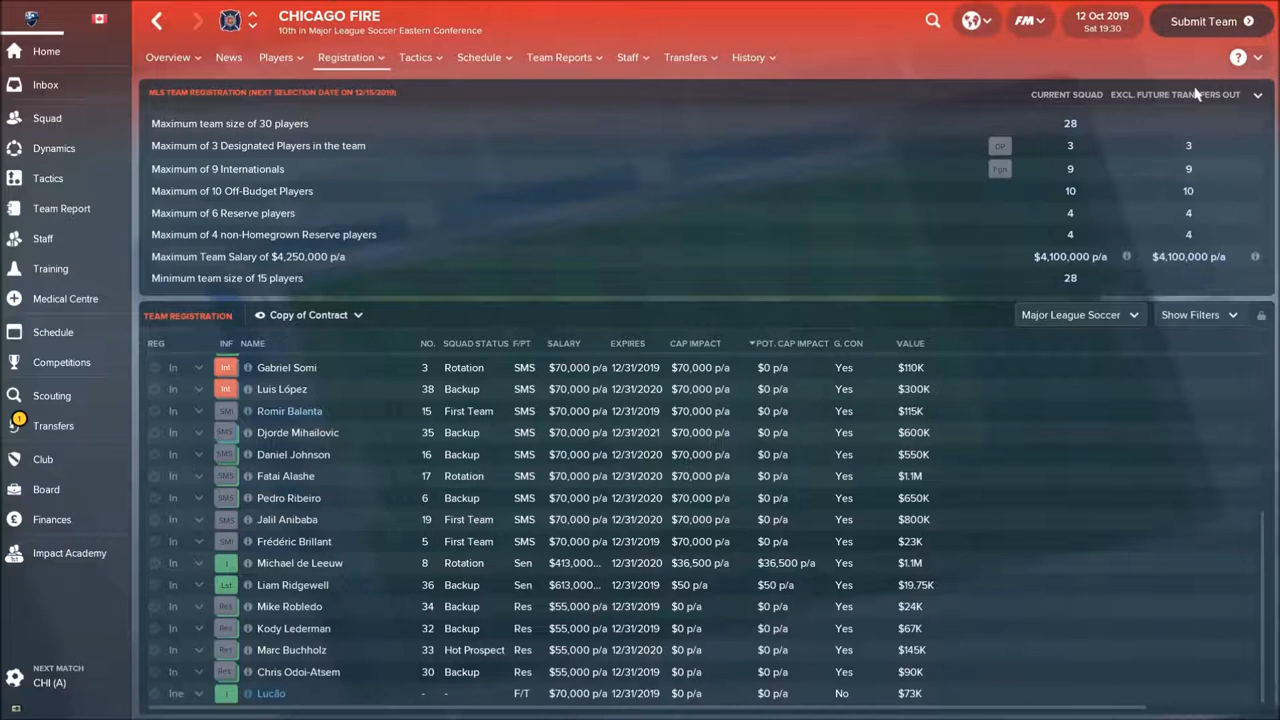 CHICAGO FIRE
10th in Major League Soccer Eastern Conference
FM
12 Oct 2019
Sat 19:30
Submit Team
Overview News Players Registration Tactics Schedule Team Reports Staff Transfers History ?
Home
Inbox
Squad
Dynamics
Tactics
Team Report
Staff
Training
Medical Centre
Schedule
Competitions
Scouting
1
Transfers
Club
Board
Finances
Impact Academy
NEXT MATCH
CHI (A)
MLS TEAM REGISTRATION (NEXT SELECTION DATE ON 12/15/2019) CURRENT SQUAD EXCL. FUTURE TRANSFERS OUT
Maximum team size of 30 players 28
Maximum of 3 Designated Players in the team DP 3 3
Maximum of 9 Internationals Fgn 9 9
Maximum of 10 Off-Budget Players 10 10
Maximum of 6 Reserve players 4 4
Maximum of 4 non-Homegrown Reserve players 4 4
Maximum Team Salary of $4,250,000 p/a $4,100,000 p/a $4,100,000 p/a
Minimum team size of 15 players 28
TEAM REGISTRATION Copy of Contract Major League Soccer Show Filters
REG INF NAME NO. SQUAD STATUS F/PT SALARY EXPIRES CAP IMPACT POT. CAP IMPACT G. CON VALUE
In Int Gabriel Somi 3 Rotation SMS $70,000 p/a 12/31/2019 $70,000 p/a $0 p/a Yes $110K
In Int Luis López 38 Backup SMS $70,000 p/a 12/31/2020 $70,000 p/a $0 p/a Yes $300K
In SMI Romir Balanta 15 First Team SMS $70,000 p/a 12/31/2019 $70,000 p/a $0 p/a Yes $115K
In SMS Djorde Mihailovic 35 Backup SMS $70,000 p/a 12/31/2021 $70,000 p/a $0 p/a Yes $600K
In SMS Daniel Johnson 16 Backup SMS $70,000 p/a 12/31/2020 $70,000 p/a $0 p/a Yes $550K
In SMS Fatai Alashe 17 Rotation SMS $70,000 p/a 12/31/2020 $70,000 p/a $0 p/a Yes $1.1M
In SMS Pedro Ribeiro 6 Backup SMS $70,000 p/a 12/31/2020 $70,000 p/a $0 p/a Yes $650K
In SMS Jalil Anibaba 19 First Team SMS $70,000 p/a 12/31/2020 $70,000 p/a $0 p/a Yes $800K
In SMI Frédéric Brillant 5 First Team SMS $70,000 p/a 12/31/2020 $70,000 p/a $0 p/a Yes $23K
In I Michael de Leeuw 8 Rotation Sen $413,000... 12/31/2020 $36,500 p/a $36,500 p/a Yes $1.1M
In Lst Liam Ridgewell 36 Backup Sen $613,000... 12/31/2019 $50 p/a $50 p/a Yes $19.75K
In Res Mike Robledo 34 Backup Res $55,000 p/a 12/31/2019 $0 p/a $0 p/a Yes $24K
In Res Kody Lederman 32 Backup Res $55,000 p/a 12/31/2019 $0 p/a $0 p/a Yes $67K
In Res Marc Buchholz 33 Hot Prospect Res $55,000 p/a 12/31/2019 $0 p/a $0 p/a Yes $145K
In Res Chris Odoi-Atsem 30 Backup Res $55,000 p/a 12/31/2019 $0 p/a $0 p/a Yes $90K
Ine I Lucão - - F/T $70,000 p/a 12/31/2019 $0 p/a $0 p/a No $73K